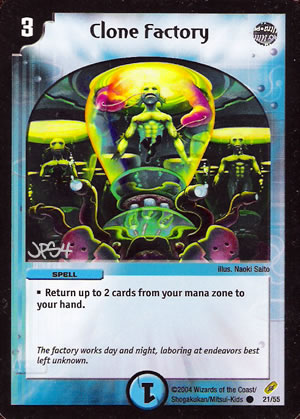 3 Clone Factory
JPS4
Illus. Naoki Saito
SPELL
▪ Return up to 2 cards from your mana zone to
your hand.
The factory works day and night, laboring at endeavors best
left unknown.
1
©2004 Wizards of the Coast/
Shogakukan/Mitsui-Kids ● 21/55